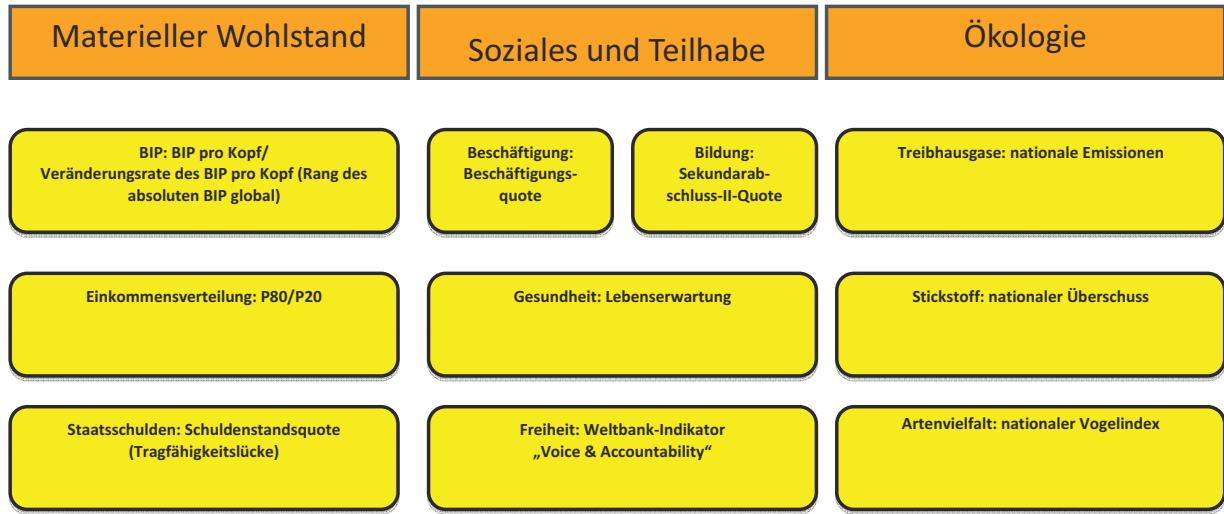 Materieller Wohlstand
Soziales und Teilhabe
Ökologie
BIP: BIP pro Kopf/
Veränderungsrate des BIP pro Kopf (Rang des
absoluten BIP global)
Beschäftigung:
Beschäftigungs-
quote
Bildung:
Sekundarab-
schluss-II-Quote
Treibhausgase: nationale Emissionen
Einkommensverteilung: P80/P20
Gesundheit: Lebenserwartung
Stickstoff: nationaler Überschuss
Staatsschulden: Schuldenstandsquote
(Tragfähigkeitslücke)
Freiheit: Weltbank-Indikator
„Voice & Accountability“
Artenvielfalt: nationaler Vogelindex